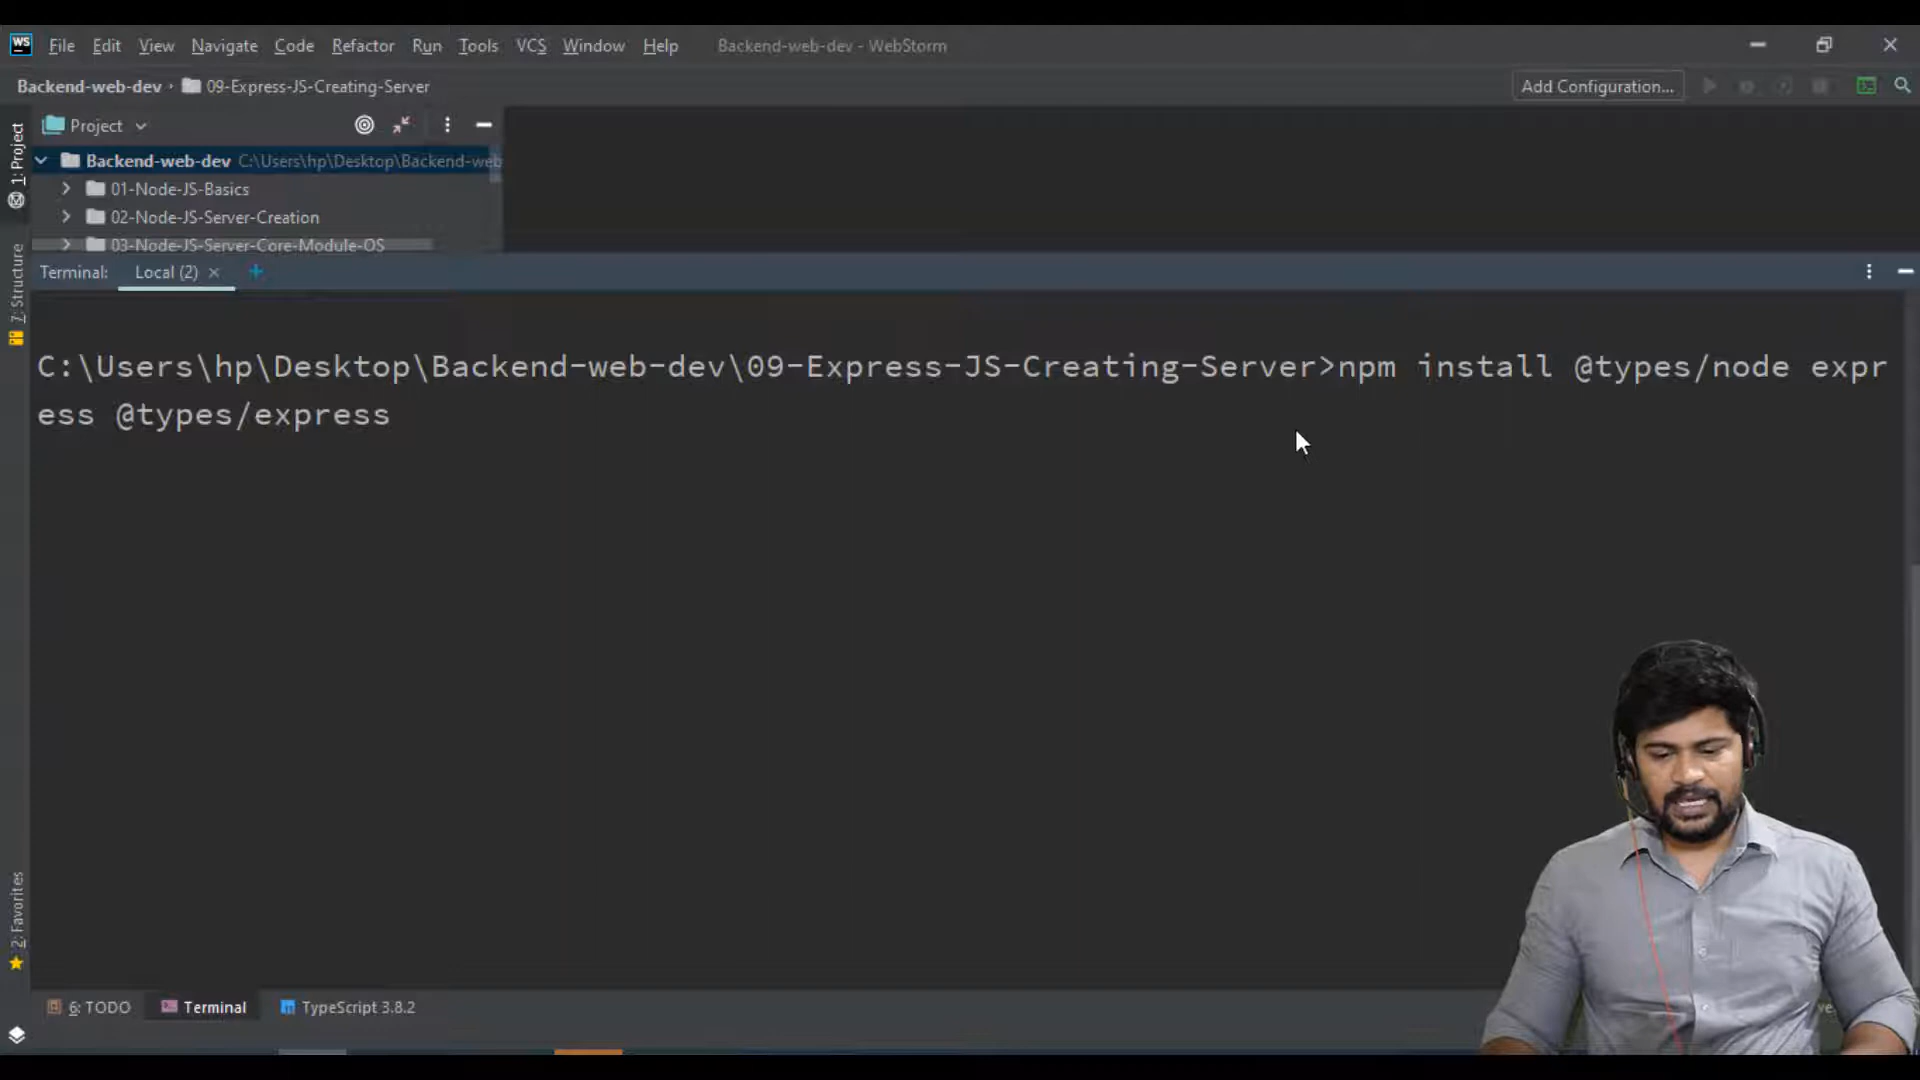 WS File Edit View Navigate Code Refactor Run Tools VCS Window Help Backend-web-dev - WebStorm
Backend-web-dev 09-Express-JS-Creating-Server Add Configuration...
1: Project
Project
Backend-web-dev C:\Users\hp\Desktop\Backend-web
01-Node-JS-Basics
02-Node-JS-Server-Creation
03-Node-JS-Server-Core-Module-OS
7: Structure
Terminal: Local (2)
C:\Users\hp\Desktop\Backend-web-dev\09-Express-JS-Creating-Server>npm install @types/node expr
ess @types/express
2: Favorites
6: TODO Terminal TypeScript 3.8.2